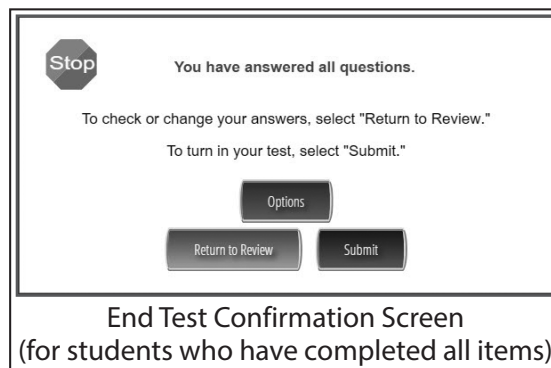 Stop
You have answered all questions.
To check or change your answers, select "Return to Review."
To turn in your test, select "Submit."
Options
Return to Review
Submit
End Test Confirmation Screen
(for students who have completed all items)